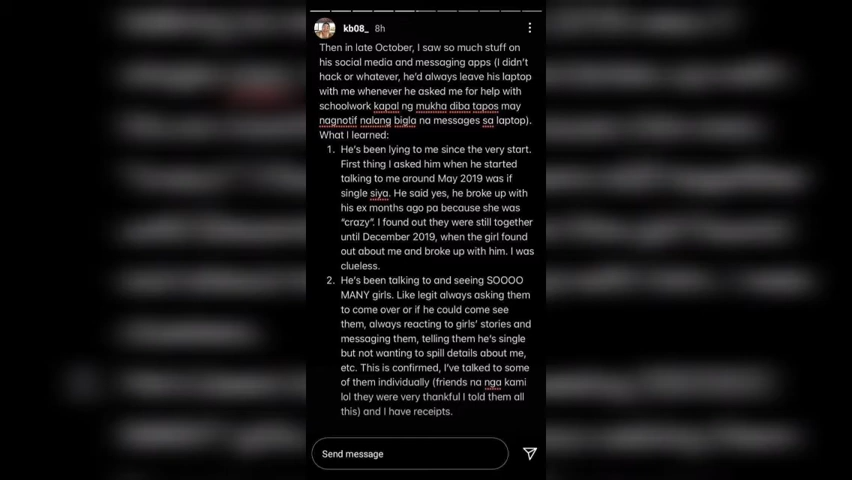 kb08_ 8h
Then in late October, I saw so much stuff on
his social media and messaging apps (I didn't
hack or whatever, he'd always leave his laptop
with me whenever he asked me for help with
schoolwork kapal ng mukha diba tapos may
nagnotif nalang bigla na messages sa laptop).
What I learned:
1. He's been lying to me since the very start.
First thing I asked him when he started
talking to me around May 2019 was if
single siya. He said yes, he broke up with
his ex months ago pa because she was
"crazy". I found out they were still together
until December 2019, when the girl found
out about me and broke up with him. I was
clueless.
2. He's been talking to and seeing SOOOO
MANY girls. Like legit always asking them
to come over or if he could come see
them, always reacting to girls' stories and
messaging them, telling them he's single
but not wanting to spill details about me,
etc. This is confirmed, I've talked to some
of them individually (friends na nga kami
lol they were very thankful I told them all
this) and I have receipts.
Send message